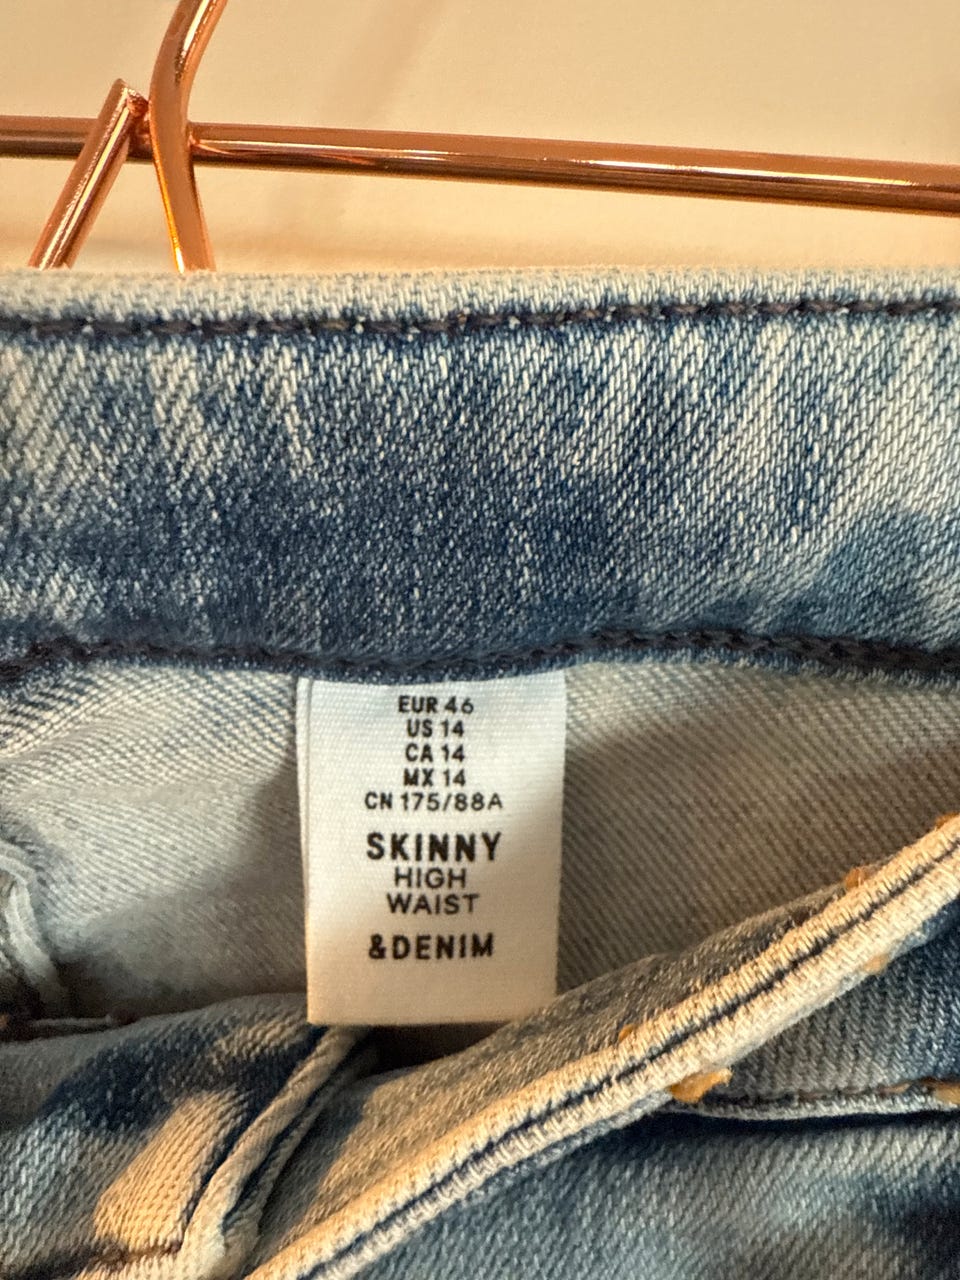 EUR 46
US 14
CA 14
MX 14
CN 175/88A
SKINNY
HIGH
WAIST
&DENIM